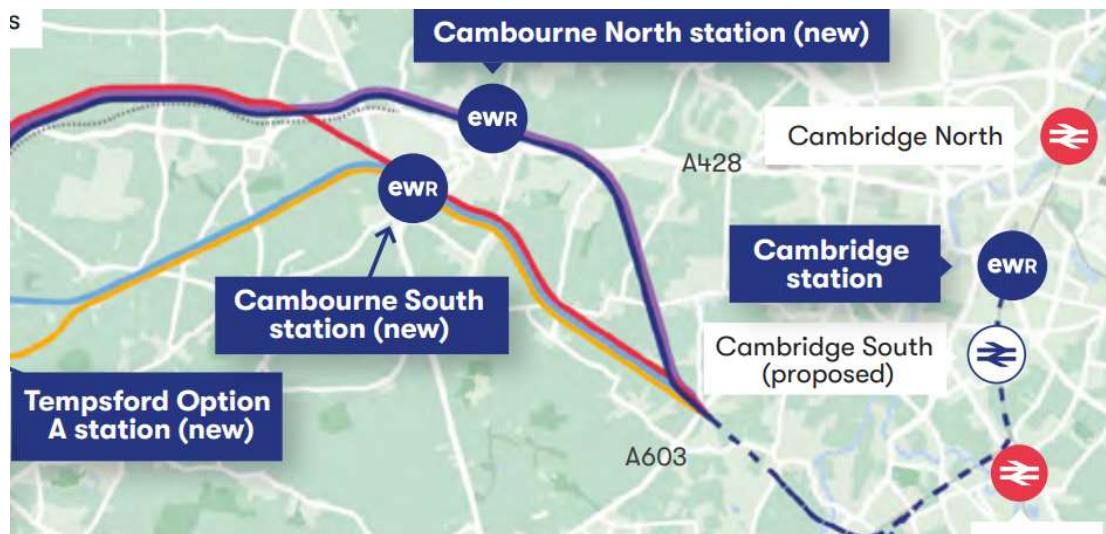 s
Cambourne North station (new)
ewR
Cambridge North
A428
ewR
Cambridge
station
ewR
Cambourne South
station (new)
Cambridge South
(proposed)
Tempsford Option
A station (new)
A603